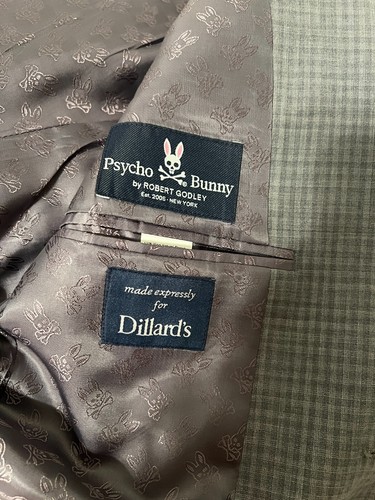 Psycho Bunny
by ROBERT GODLEY
Est. 2005 · NEW YORK
made expressly
for
Dillard's